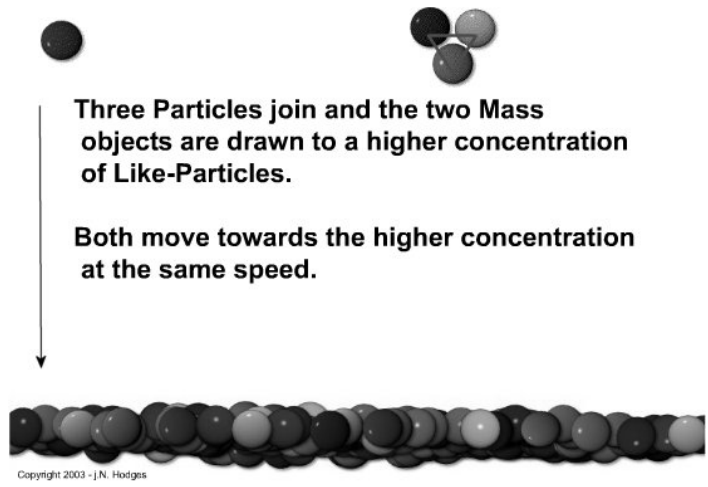 Three Particles join and the two Mass
objects are drawn to a higher concentration
of Like-Particles.
Both move towards the higher concentration
at the same speed.
Copyright 2003 - j.N. Hodges